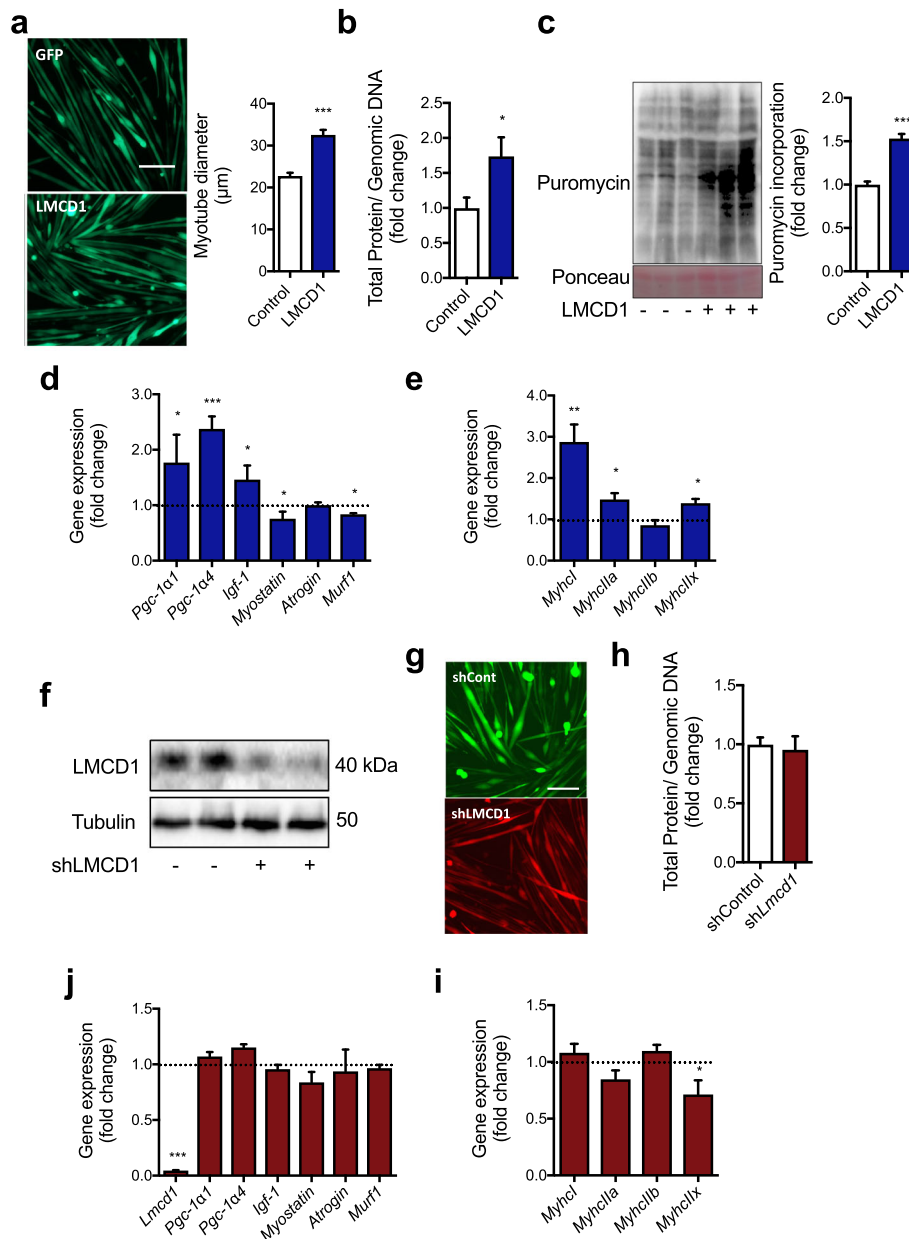 a
GFP
LMCD1
Myotube diameter
(μm)
40
30
20
10
0
***
Control
LMCD1
b
Total Protein/ Genomic DNA
(fold change)
2.5
2.0
1.5
1.0
0.5
0.0
*
Control
LMCD1
c
Puromycin
Ponceau
LMCD1 - - - + + +
Puromycin incorporation
(fold change)
2.0
1.5
1.0
0.5
0.0
***
Control
LMCD1
d
Gene expression
(fold change)
3.0
2.0
1.0
0.0
* *** * * *
Pgc-1α1
Pgc-1α4
Igf-1
Myostatin
Atrogin
Murf1
e
Gene expression
(fold change)
4.0
3.0
2.0
1.0
0.0
** * *
MyhcI
MyhcIIa
MyhcIIb
MyhcIIx
f
LMCD1 40 kDa
Tubulin 50
shLMCD1 - - + +
g
shCont
shLMCD1
h
Total Protein/ Genomic DNA
(fold change)
1.5
1.0
0.5
0.0
shControl
shLmcd1
j
Gene expression
(fold change)
1.5
1.0
0.5
0.0
***
Lmcd1
Pgc-1α1
Pgc-1α4
Igf-1
Myostatin
Atrogin
Murf1
i
Gene expression
(fold change)
1.5
1.0
0.5
0.0
*
MyhcI
MyhcIIa
MyhcIIb
MyhcIIx